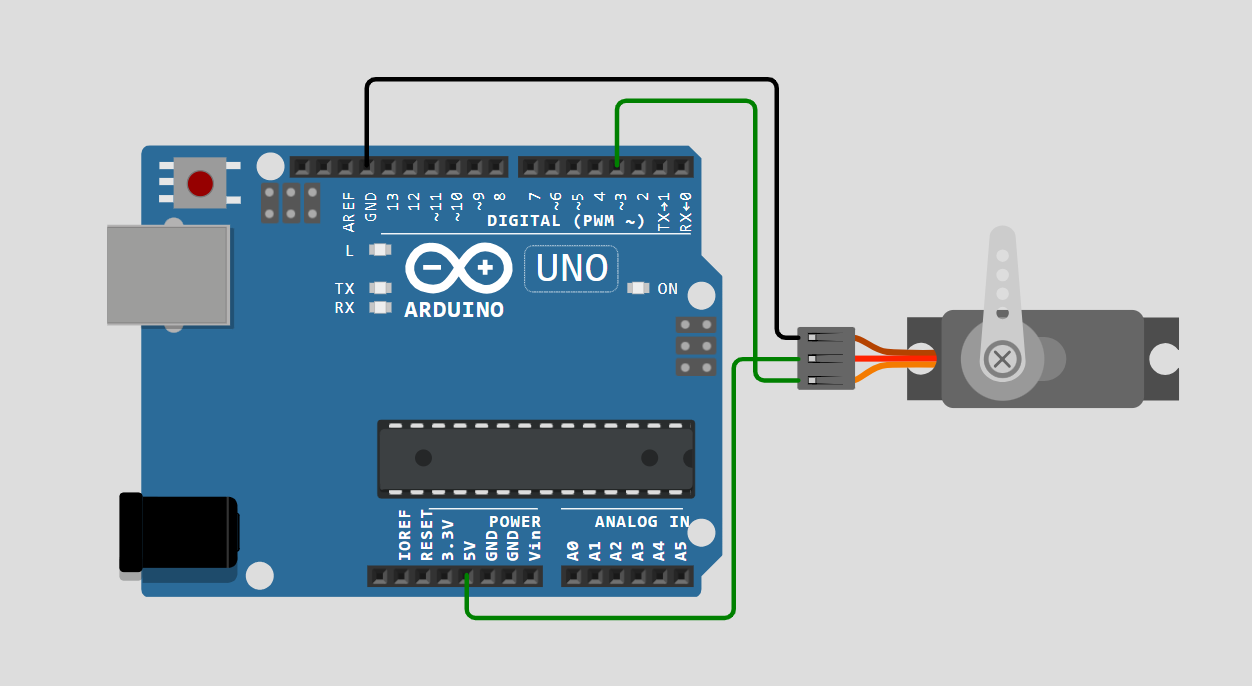 AREF
GND
13
12
~11
~10
~9
8
7
~6
~5
4
~3
2
TX→1
RX←0
DIGITAL (PWM ~)
L
UNO
TX
ON
RX
ARDUINO
POWER
ANALOG IN
IOREF
RESET
3.3V
5V
GND
GND
Vin
A0
A1
A2
A3
A4
A5